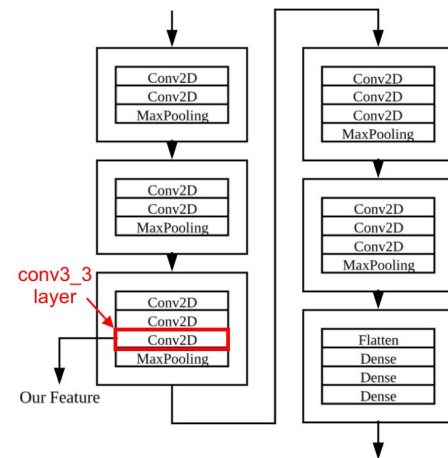 Conv2D
Conv2D
MaxPooling
Conv2D
Conv2D
MaxPooling
conv3_3
layer
Conv2D
Conv2D
Conv2D
MaxPooling
Our Feature
Conv2D
Conv2D
Conv2D
MaxPooling
Conv2D
Conv2D
Conv2D
MaxPooling
Flatten
Dense
Dense
Dense